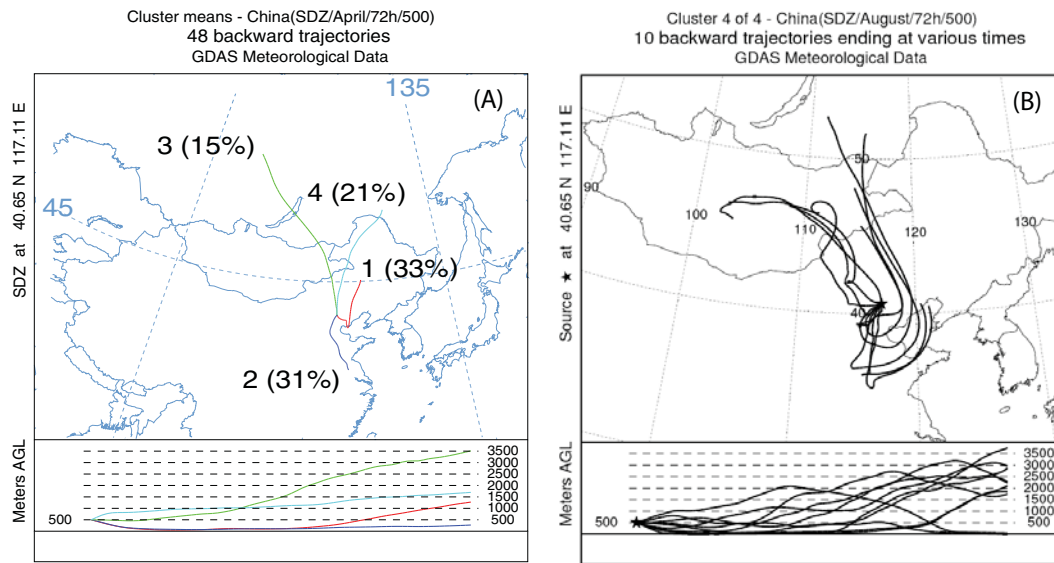 Cluster means - China(SDZ/April/72h/500)
48 backward trajectories
GDAS Meteorological Data
SDZ at 40.65 N 117.11 E
(A)
135
3 (15%)
4 (21%)
45
1 (33%)
2 (31%)
Meters AGL
500
3500
3000
2500
2000
1500
1000
500
Cluster 4 of 4 - China(SDZ/August/72h/500)
10 backward trajectories ending at various times
GDAS Meteorological Data
Source ★ at 40.65 N 117.11 E
(B)
50
90
100
110
120
130
40
Meters AGL
500
3500
3000
2500
2000
1500
1000
500